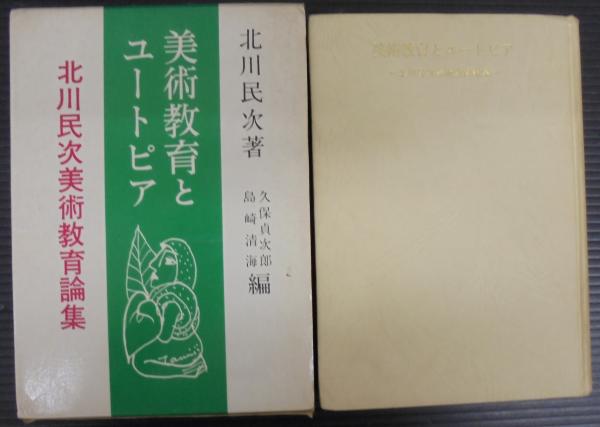 北川民次著
久保貞次郎
島崎清海
編
美術教育と
ユートピア
北川民次美術教育論集
Tamiji
美術教育とユートピア